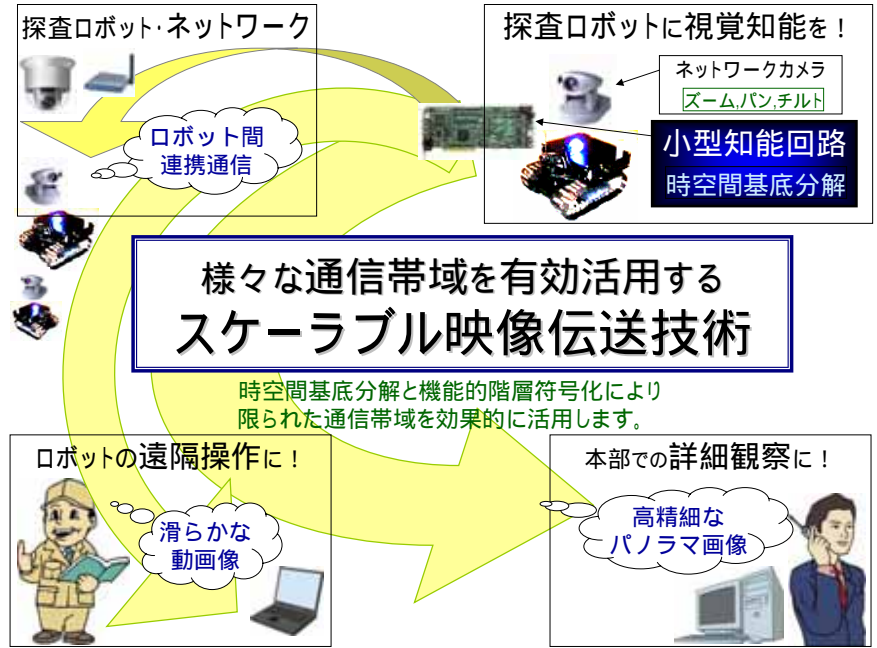 探査ロボット・ネットワーク
ロボット間
連携通信
探査ロボットに視覚知能を！
ネットワークカメラ
ズーム,パン,チルト
小型知能回路
時空間基底分解
様々な通信帯域を有効活用する
スケーラブル映像伝送技術
時空間基底分解と機能的階層符号化により
限られた通信帯域を効果的に活用します。
ロボットの遠隔操作に！
滑らかな
動画像
本部での詳細観察に！
高精細な
パノラマ画像